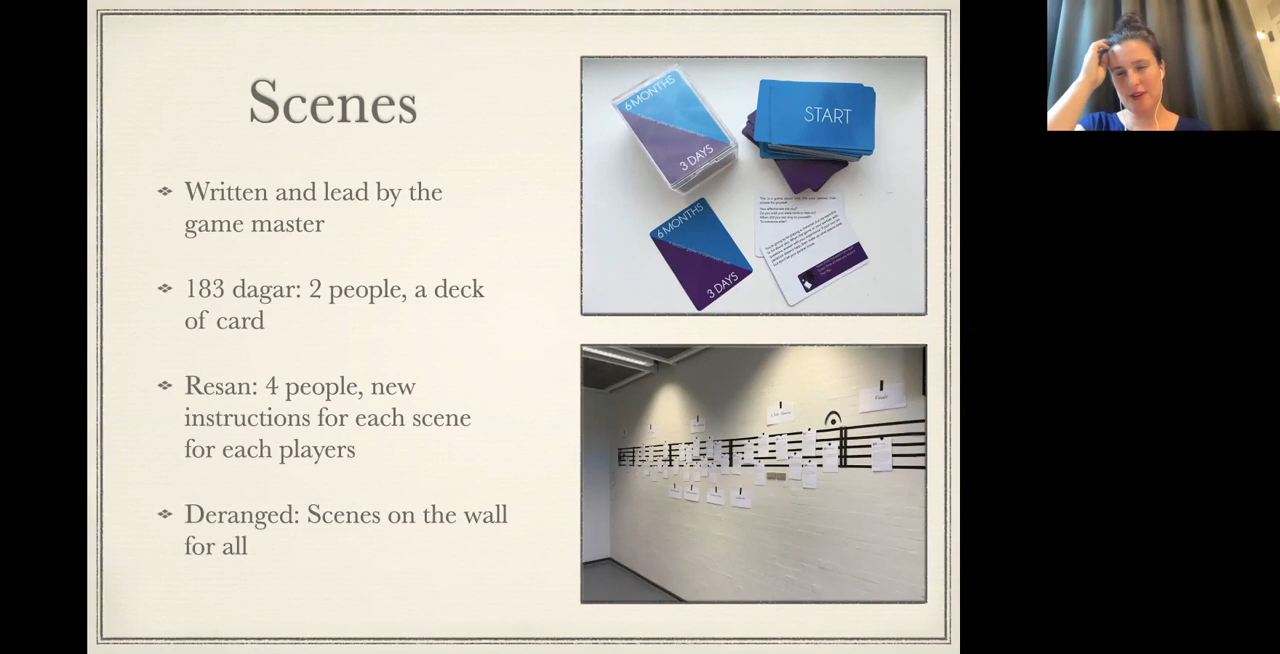 Scenes
Written and lead by the
game master
183 dagar: 2 people, a deck
of card
Resan: 4 people, new
instructions for each scene
for each players
Deranged: Scenes on the wall
for all
6 MONTHS
3 DAYS
START
6 MONTHS
3 DAYS